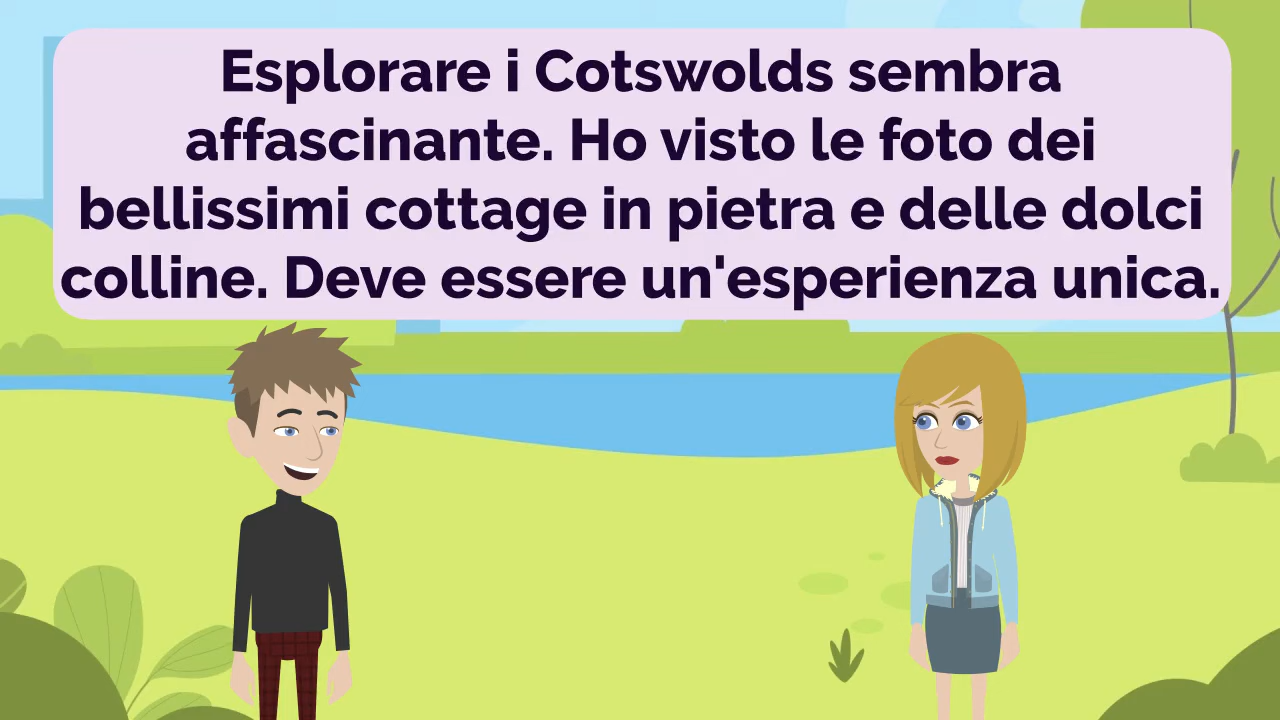 Esplorare i Cotswolds sembra
affascinante. Ho visto le foto dei
bellissimi cottage in pietra e delle dolci
colline. Deve essere un'esperienza unica.